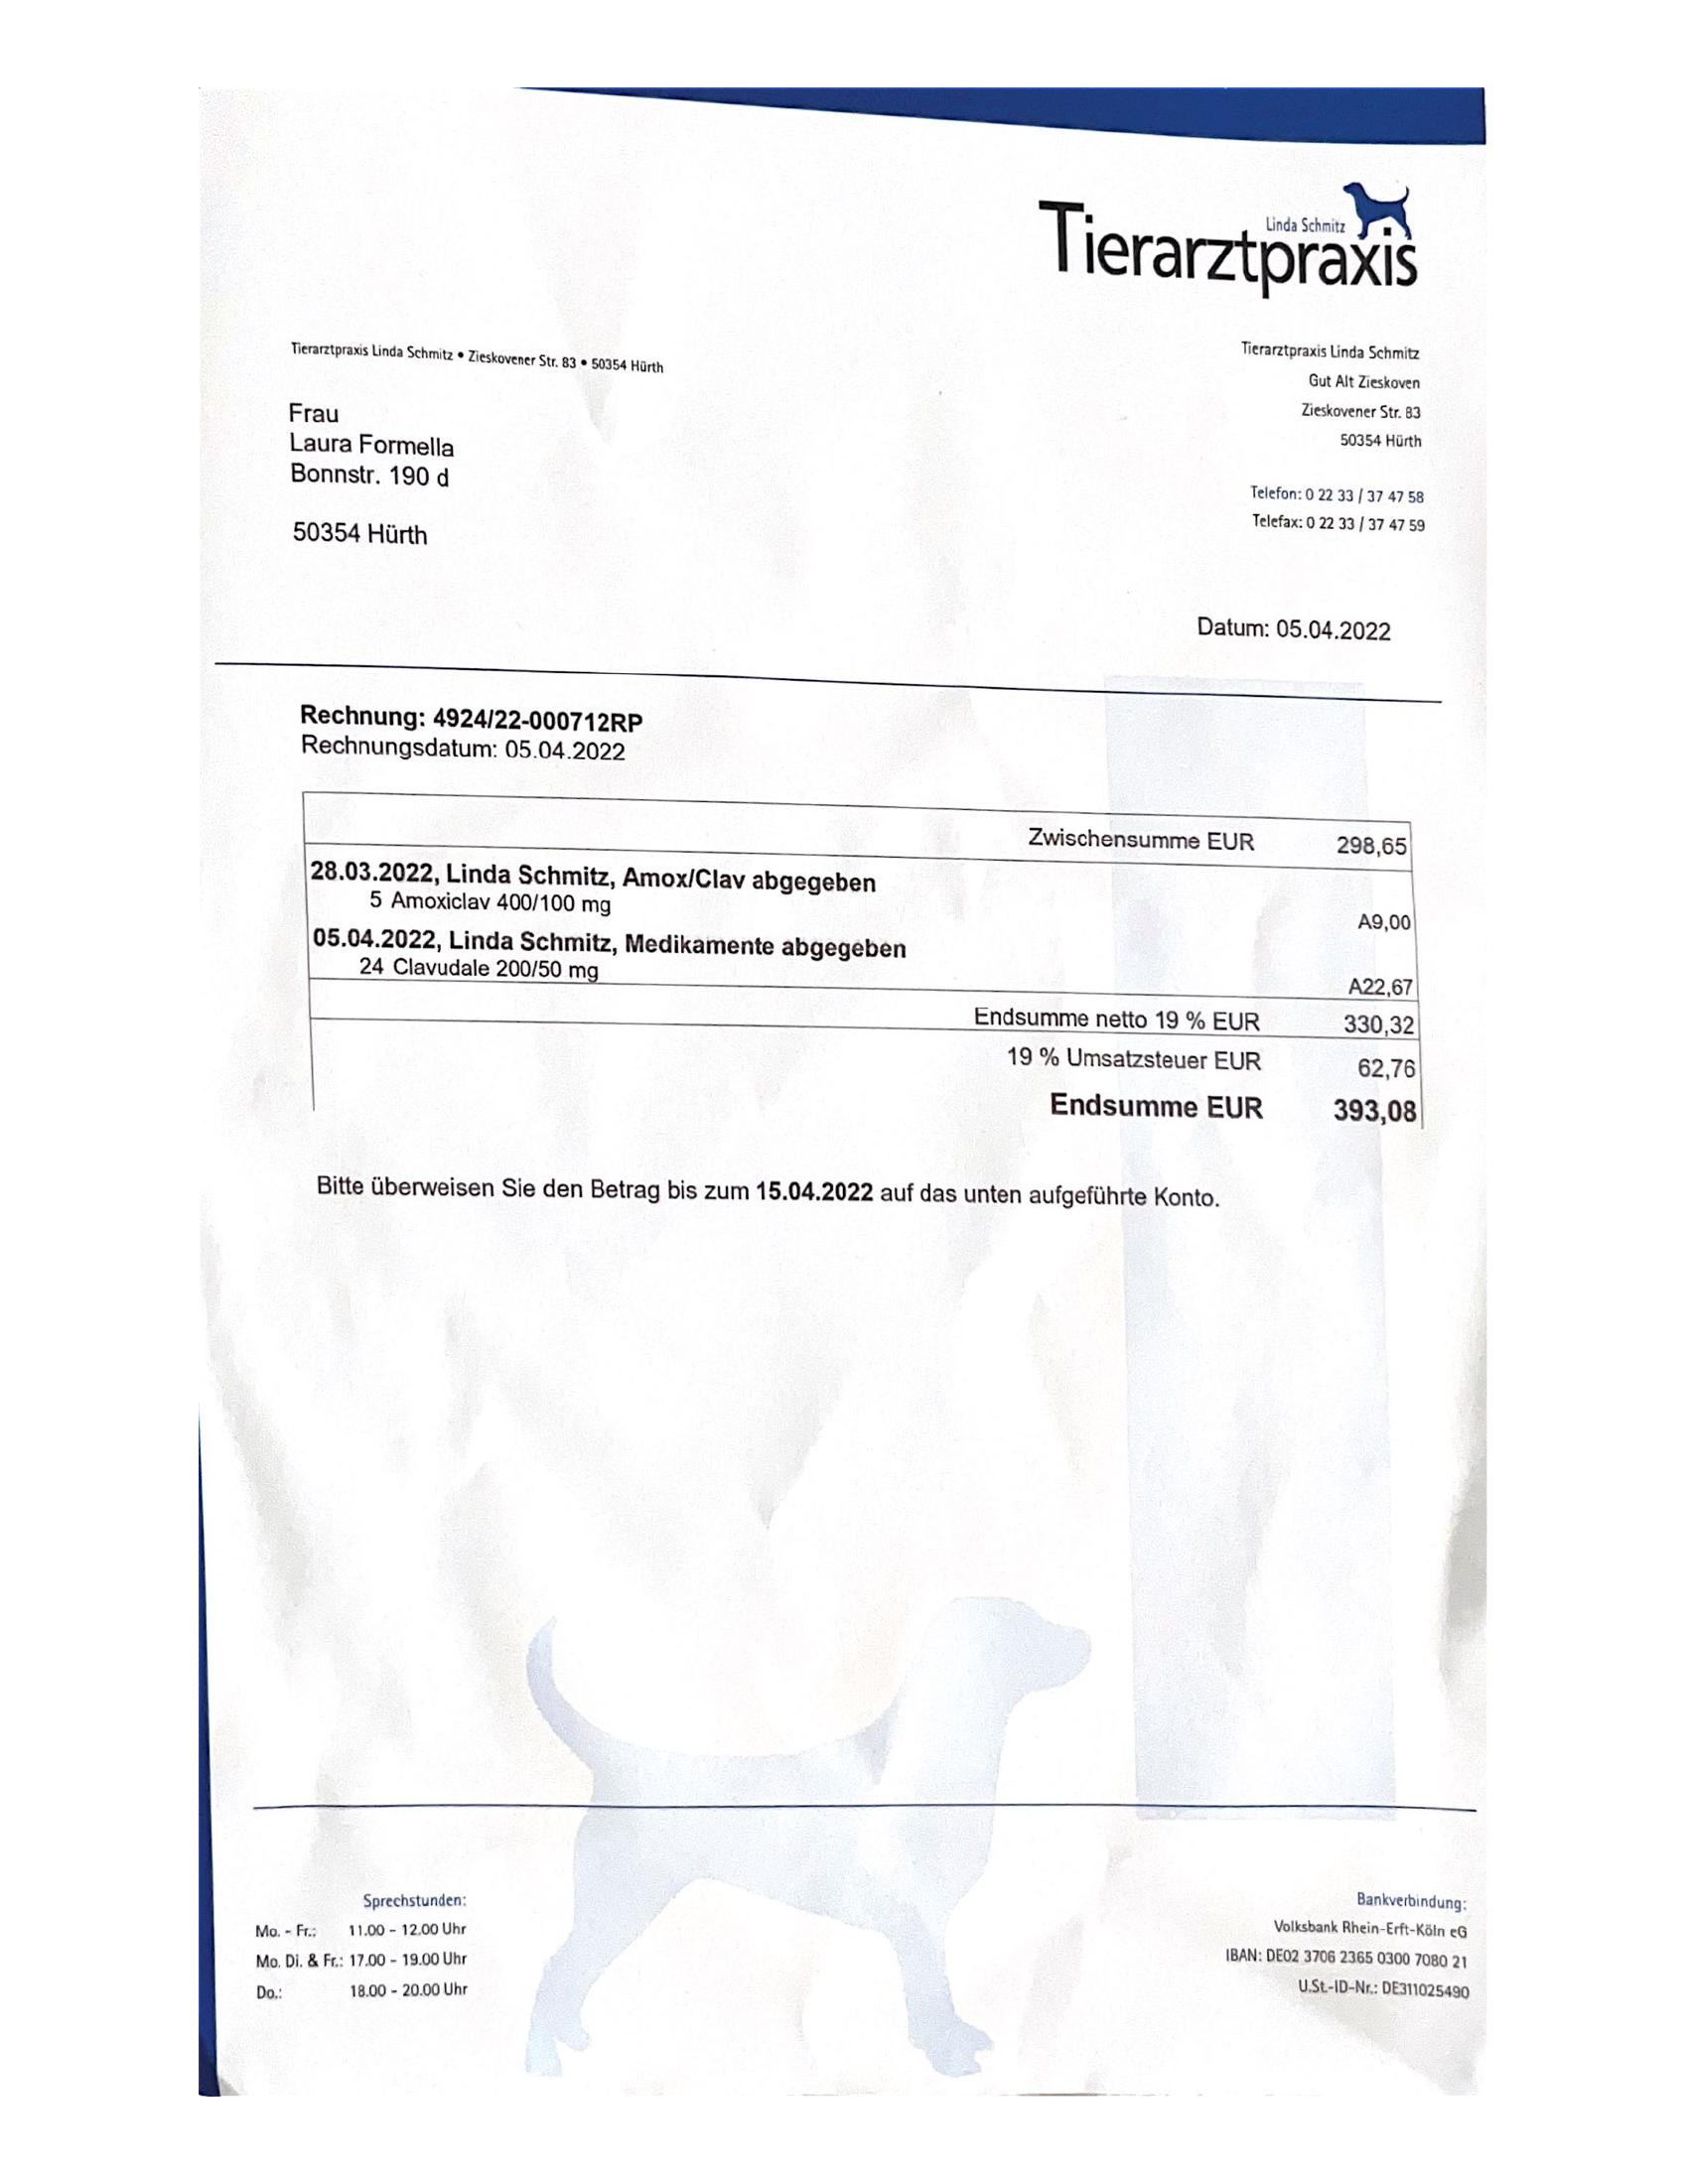 Linda Schmitz
Tierarztpraxis
Tierarztpraxis Linda Schmitz • Zieskovener Str. 83 • 50354 Hürth
Frau
Laura Formella
Bonnstr. 190 d
50354 Hürth
Tierarztpraxis Linda Schmitz
Gut Alt Zieskoven
Zieskovener Str. 83
50354 Hürth
Telefon: 0 22 33 / 37 47 58
Telefax: 0 22 33 / 37 47 59
Datum: 05.04.2022
Rechnung: 4924/22-000712RP
Rechnungsdatum: 05.04.2022
Zwischensumme EUR 298,65
28.03.2022, Linda Schmitz, Amox/Clav abgegeben
5 Amoxiclav 400/100 mg A9,00
05.04.2022, Linda Schmitz, Medikamente abgegeben
24 Clavudale 200/50 mg A22,67
Endsumme netto 19 % EUR 330,32
19 % Umsatzsteuer EUR 62,76
Endsumme EUR 393,08
Bitte überweisen Sie den Betrag bis zum 15.04.2022 auf das unten aufgeführte Konto.
Sprechstunden:
Mo. - Fr.: 11.00 - 12.00 Uhr
Mo. Di. & Fr.: 17.00 - 19.00 Uhr
Do.: 18.00 - 20.00 Uhr
Bankverbindung:
Volksbank Rhein-Erft-Köln eG
IBAN: DE02 3706 2365 0300 7080 21
U.St.-ID-Nr.: DE311025490